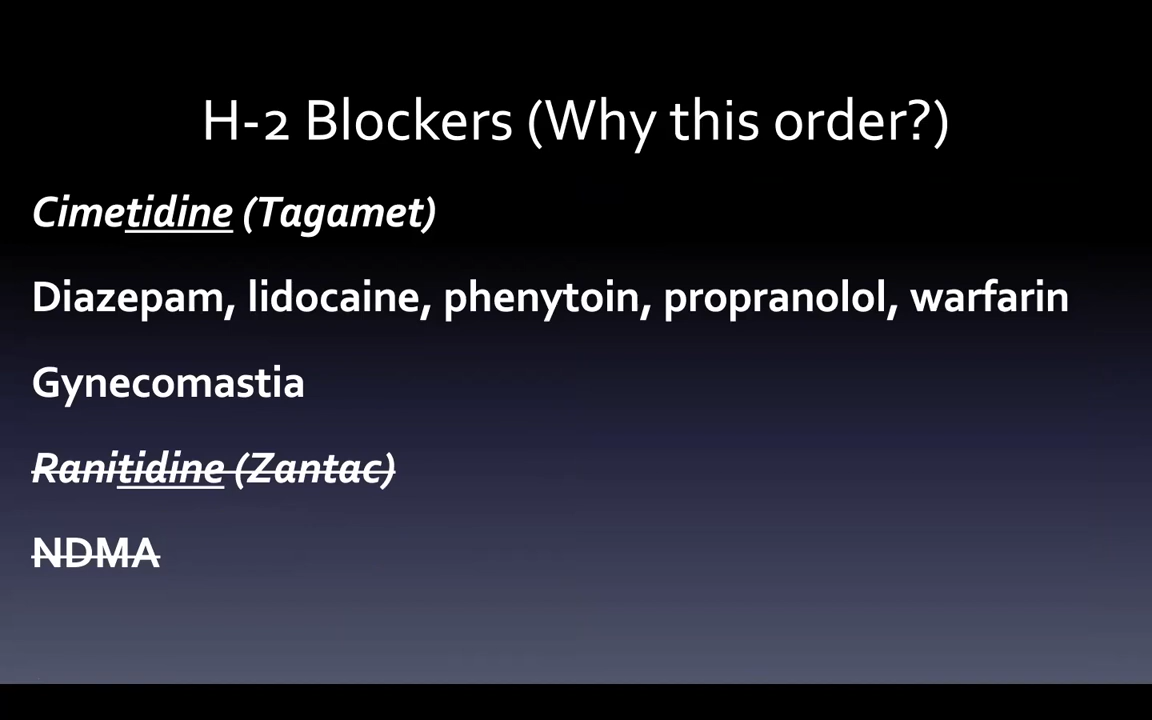 H-2 Blockers (Why this order?)
Cimetidine (Tagamet)
Diazepam, lidocaine, phenytoin, propranolol, warfarin
Gynecomastia
Ranitidine (Zantac)
NDMA